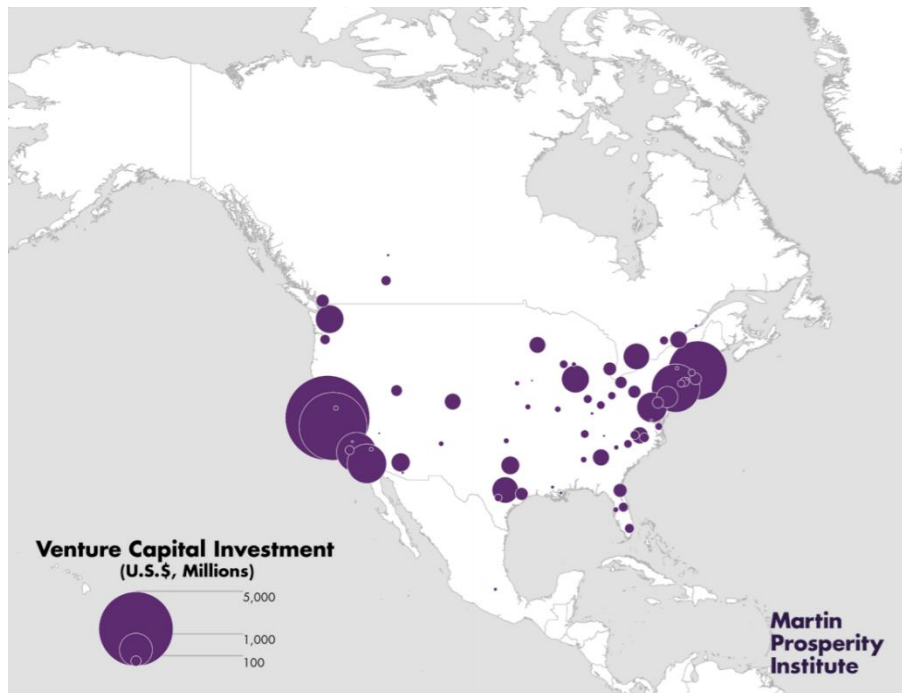 Venture Capital Investment
(U.S.$, Millions)
5,000
1,000
100
Martin
Prosperity
Institute